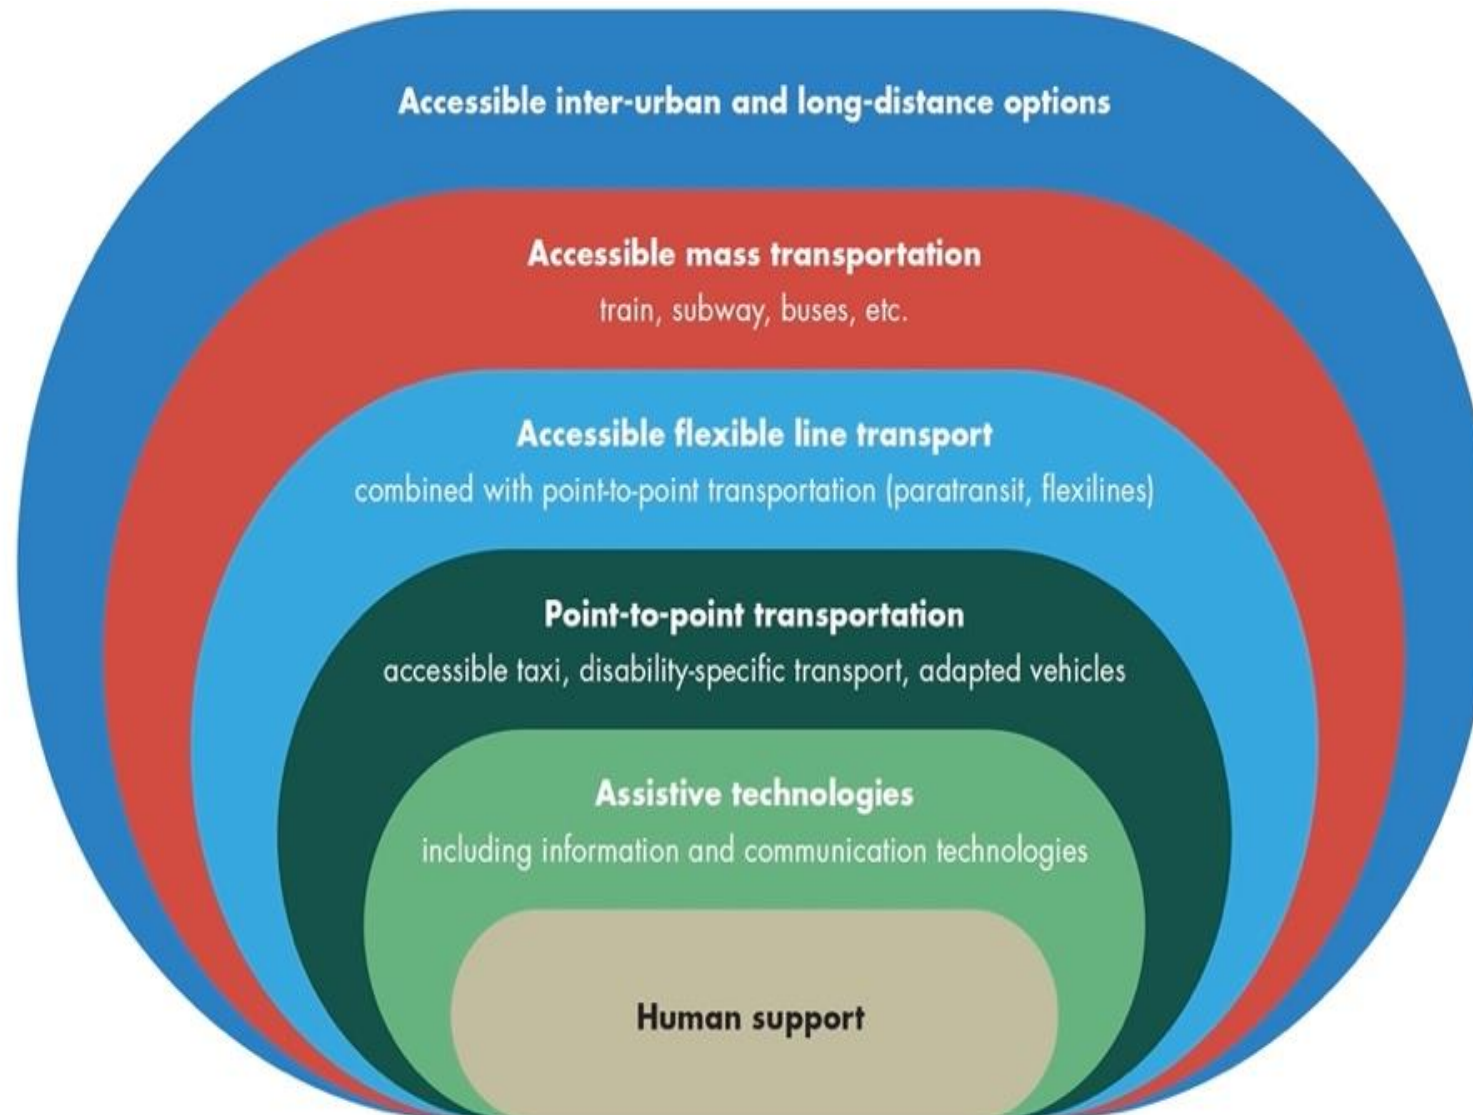 Accessible inter-urban and long-distance options
Accessible mass transportation
train, subway, buses, etc.
Accessible flexible line transport
combined with point-to-point transportation (paratransit, flexilines)
Point-to-point transportation
accessible taxi, disability-specific transport, adapted vehicles
Assistive technologies
including information and communication technologies
Human support